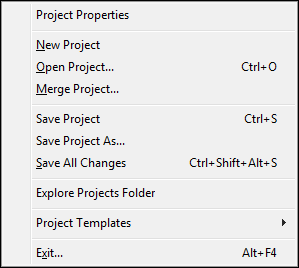 Project Properties
New Project
Open Project... Ctrl+O
Merge Project...
Save Project Ctrl+S
Save Project As...
Save All Changes Ctrl+Shift+Alt+S
Explore Projects Folder
Project Templates
Exit... Alt+F4